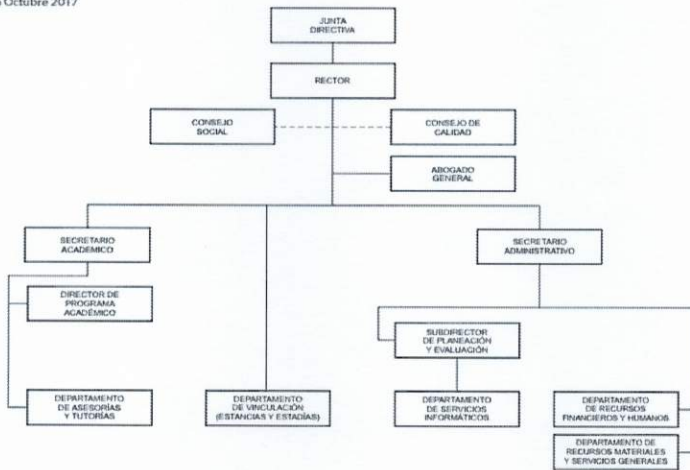 Octubre 2017
JUNTA
DIRECTIVA
RECTOR
CONSEJO
SOCIAL
CONSEJO DE
CALIDAD
ABOGADO
GENERAL
SECRETARIO
ACADÉMICO
SECRETARIO
ADMINISTRATIVO
DIRECTOR DE
PROGRAMA
ACADÉMICO
SUBDIRECTOR
DE PLANEACIÓN
Y EVALUACIÓN
DEPARTAMENTO
DE ASESORÍAS
Y TUTORÍAS
DEPARTAMENTO
DE VINCULACIÓN
(ESTANCIAS Y ESTADÍAS)
DEPARTAMENTO
DE SERVICIOS
INFORMÁTICOS
DEPARTAMENTO
DE RECURSOS
FINANCIEROS Y HUMANOS
DEPARTAMENTO DE
RECURSOS MATERIALES
Y SERVICIOS GENERALES